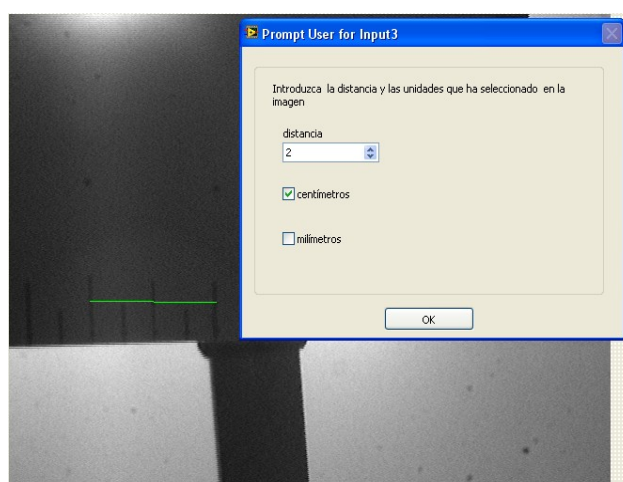 Prompt User for Input3
Introduzca la distancia y las unidades que ha seleccionado en la
imagen
distancia
2
centímetros
milímetros
OK